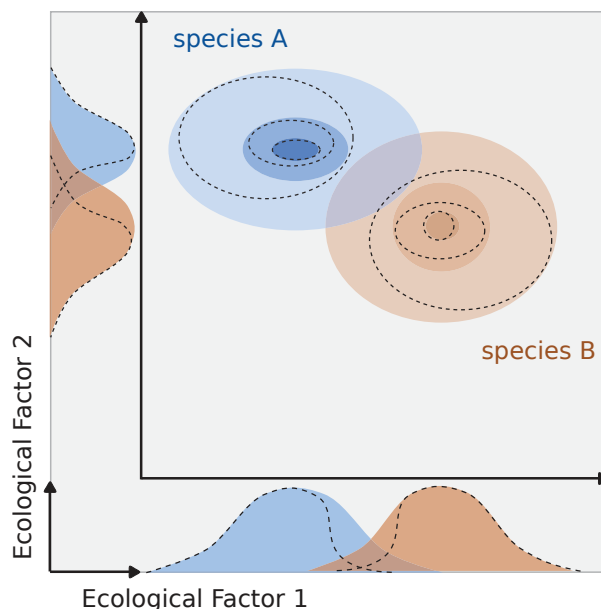 species A
species B
Ecological Factor 2
Ecological Factor 1